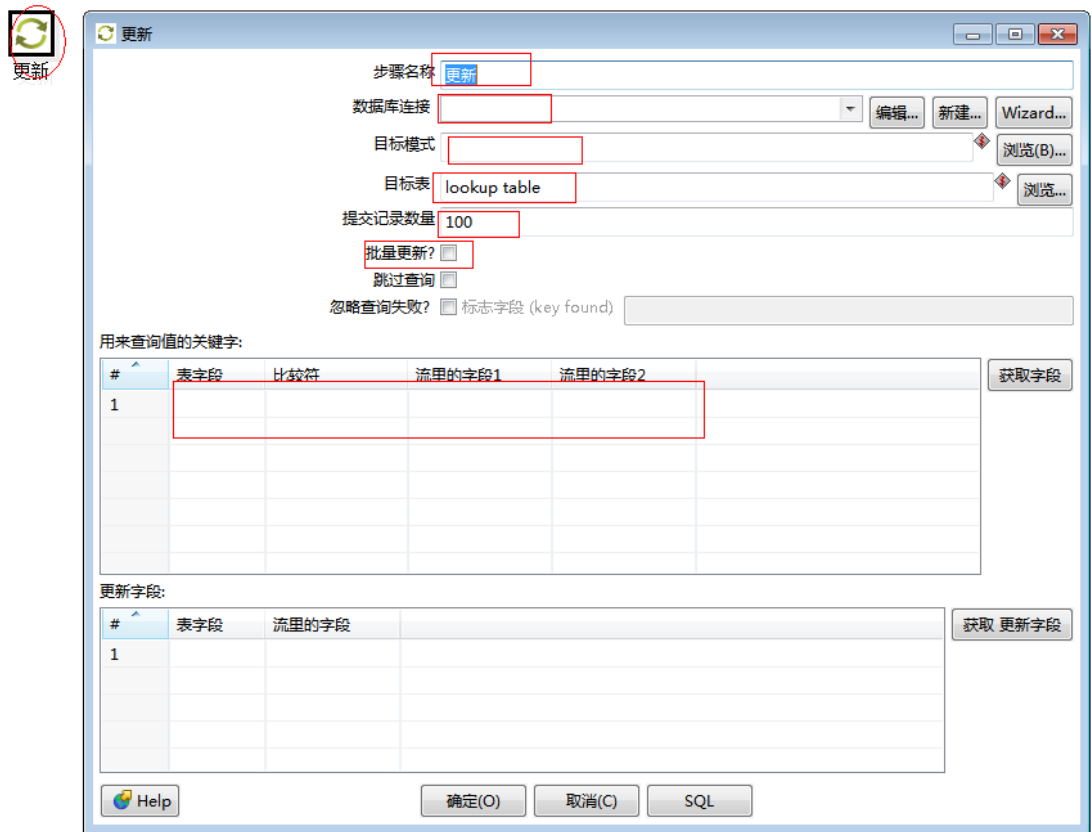 更新
更新
步骤名称 更新
数据库连接 编辑... 新建... Wizard...
目标模式 浏览(B)...
目标表 lookup table 浏览...
提交记录数量 100
批量更新?
跳过查询
忽略查询失败? 标志字段 (key found)
用来查询值的关键字:
# 表字段 比较符 流里的字段1 流里的字段2 获取字段
1
更新字段:
# 表字段 流里的字段 获取 更新字段
1
Help 确定(O) 取消(C) SQL